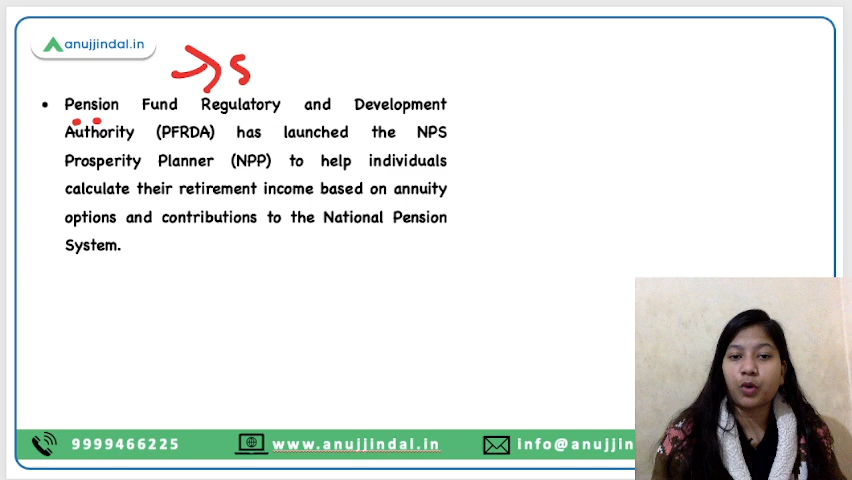 anujjindal.in
S
• Pension Fund Regulatory and Development
Authority (PFRDA) has launched the NPS
Prosperity Planner (NPP) to help individuals
calculate their retirement income based on annuity
options and contributions to the National Pension
System.
9999466225 www.anujjindal.in info@anujjin